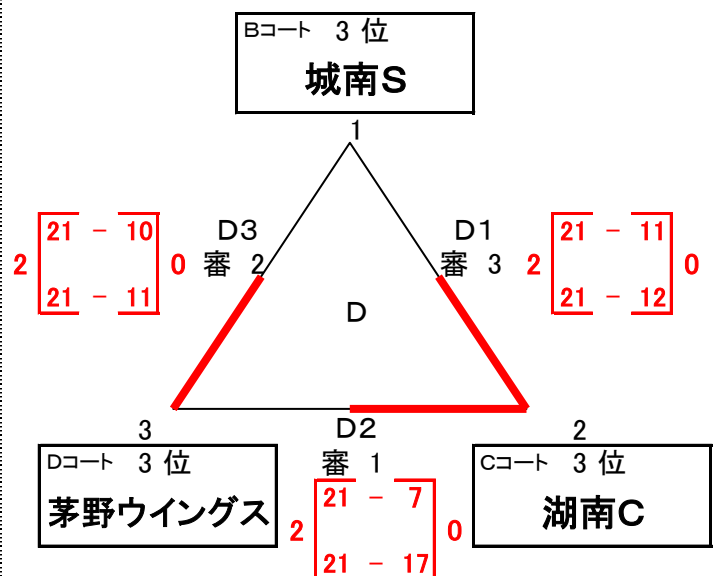 Bコート 3 位
城南S
1
D3
審 2
D1
審 3
2 21 - 10 0
21 - 11
2 21 - 11 0
21 - 12
D
3
2
D2
審 1
Dコート 3 位
茅野ウイングス
Cコート 3 位
湖南C
2 21 - 7 0
21 - 17